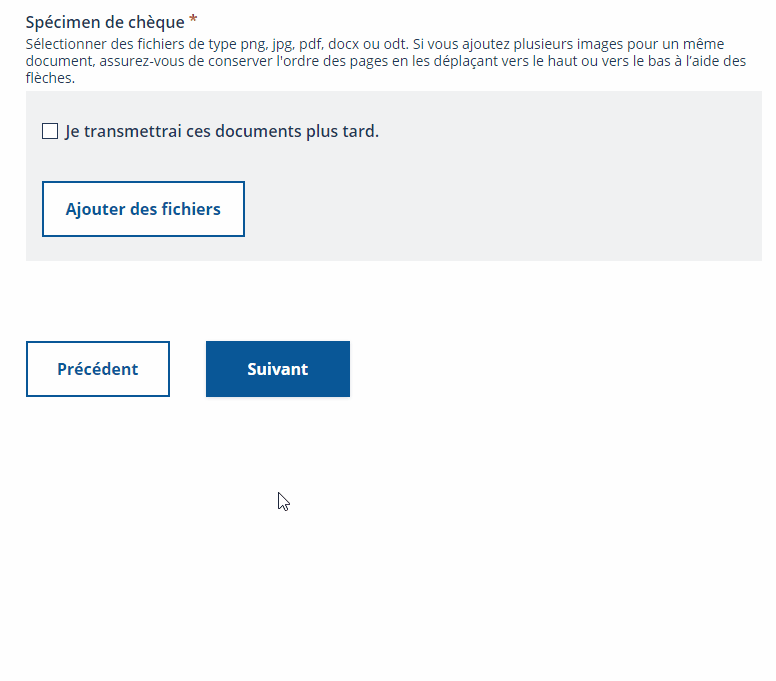 Spécimen de chèque *
Sélectionner des fichiers de type png, jpg, pdf, docx ou odt. Si vous ajoutez plusieurs images pour un même
document, assurez-vous de conserver l'ordre des pages en les déplaçant vers le haut ou vers le bas à l'aide des
flèches.
Je transmettrai ces documents plus tard.
Ajouter des fichiers
Précédent
Suivant